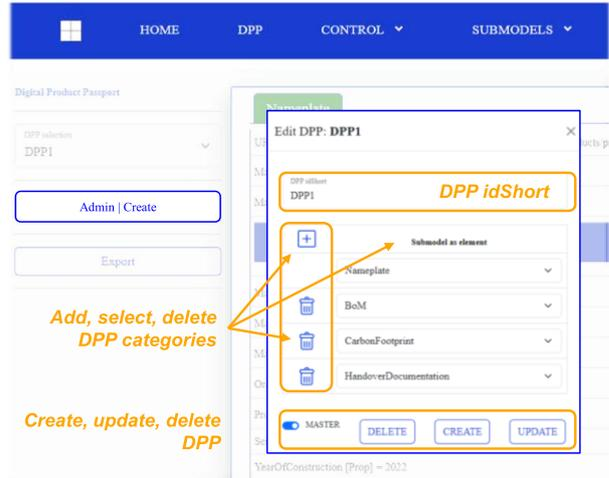 HOME DPP CONTROL SUBMODELS
Digital Product Passport
DPP selection
DPP1
Admin | Create
Export
Nameplate
Edit DPP: DPP1
DPP idShort
DPP1
DPP idShort
Submodel as element
Nameplate
BoM
CarbonFootprint
HandoverDocumentation
Add, select, delete
DPP categories
Create, update, delete
DPP
MASTER DELETE CREATE UPDATE
YearOfConstruction [Prop] = 2022